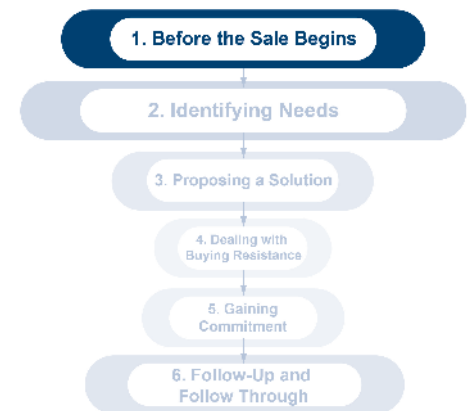 1. Before the Sale Begins
2. Identifying Needs
3. Proposing a Solution
4. Dealing with
Buying Resistance
5. Gaining
Commitment
6. Follow-Up and
Follow Through